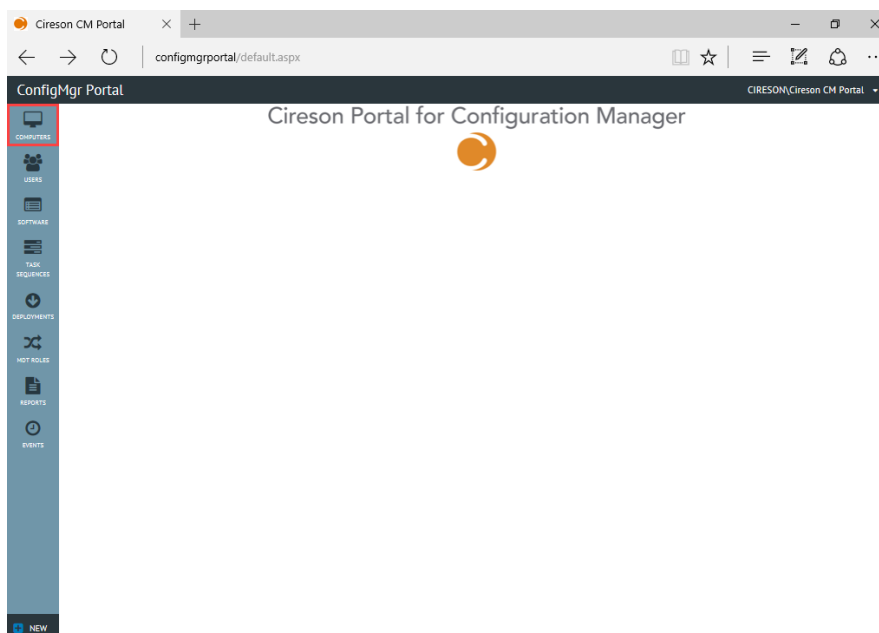 Cireson CM Portal
configmgrportal/default.aspx
ConfigMgr Portal
CIRESON\Cireson CM Portal
Cireson Portal for Configuration Manager
COMPUTERS
USERS
SOFTWARE
TASK
SEQUENCES
DEPLOYMENTS
MDT ROLES
REPORTS
EVENTS
NEW